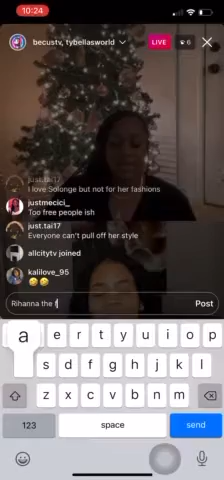 10:24
becustv, tybellasworld
LIVE
6
just.tai17
I love Solonge but not for her fashions
justmecici_
Too free people ish
just.tai17
Everyone can't pull off her style
allcitytv joined
kalilove_95
Rihanna the f
Post
a e r t y u i o p
s d f g h j k l
z x c v b n m
123
space
send